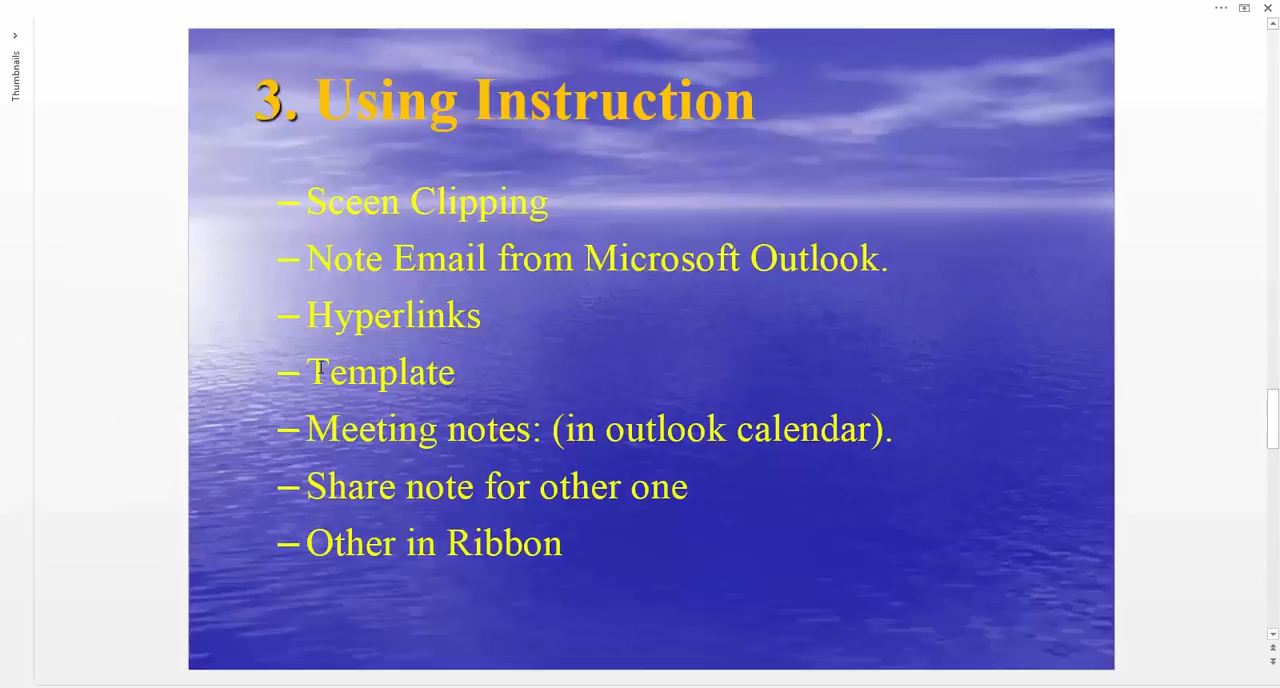 Thumbnails
3. Using Instruction
– Sceen Clipping
– Note Email from Microsoft Outlook.
– Hyperlinks
– Template
– Meeting notes: (in outlook calendar).
– Share note for other one
– Other in Ribbon